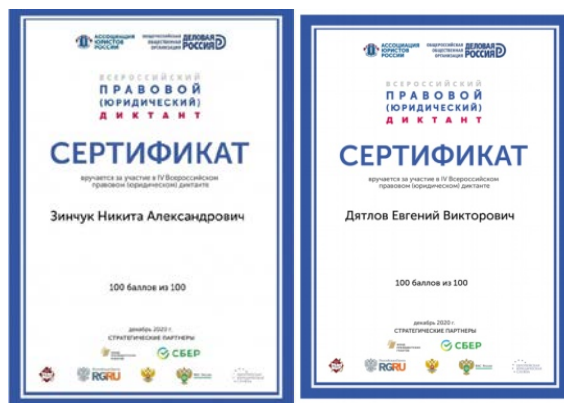 АССОЦИАЦИЯ
ЮРИСТОВ
РОССИИ
ОБЩЕРОССИЙСКАЯ
ОБЩЕСТВЕННАЯ
ОРГАНИЗАЦИЯ
ДЕЛОВАЯ
РОССИЯ
ВСЕРОССИЙСКИЙ
ПРАВОВОЙ
(ЮРИДИЧЕСКИЙ)
ДИКТАНТ
СЕРТИФИКАТ
вручается за участие в IV Всероссийском
правовом (юридическом) диктанте
Зинчук Никита Александрович
100 баллов из 100
декабрь 2020 г.
СТРАТЕГИЧЕСКИЕ ПАРТНЕРЫ
СБЕР
RGRU
АССОЦИАЦИЯ
ЮРИСТОВ
РОССИИ
ОБЩЕРОССИЙСКАЯ
ОБЩЕСТВЕННАЯ
ОРГАНИЗАЦИЯ
ДЕЛОВАЯ
РОССИЯ
ВСЕРОССИЙСКИЙ
ПРАВОВОЙ
(ЮРИДИЧЕСКИЙ)
ДИКТАНТ
СЕРТИФИКАТ
вручается за участие в IV Всероссийском
правовом (юридическом) диктанте
Дятлов Евгений Викторович
100 баллов из 100
декабрь 2020 г.
СТРАТЕГИЧЕСКИЕ ПАРТНЕРЫ
СБЕР
RGRU